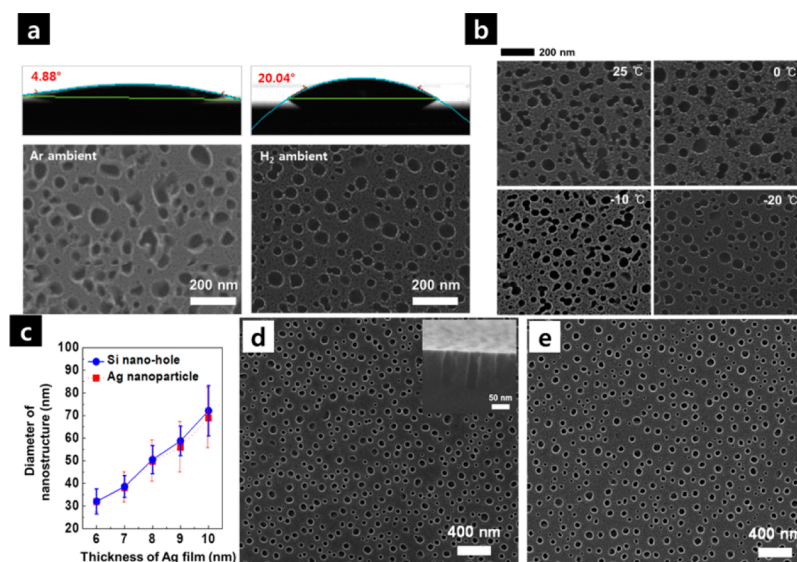 a
4.88°
20.04°
Ar ambient
H₂ ambient
200 nm
200 nm
b
200 nm
25 ℃
0 ℃
-10 ℃
-20 ℃
c
100
90
80
70
60
50
40
30
20
6 7 8 9 10
Diameter of
nanostructure (nm)
Si nano-hole
Ag nanoparticle
Thickness of Ag film (nm)
d
50 nm
400 nm
e
400 nm